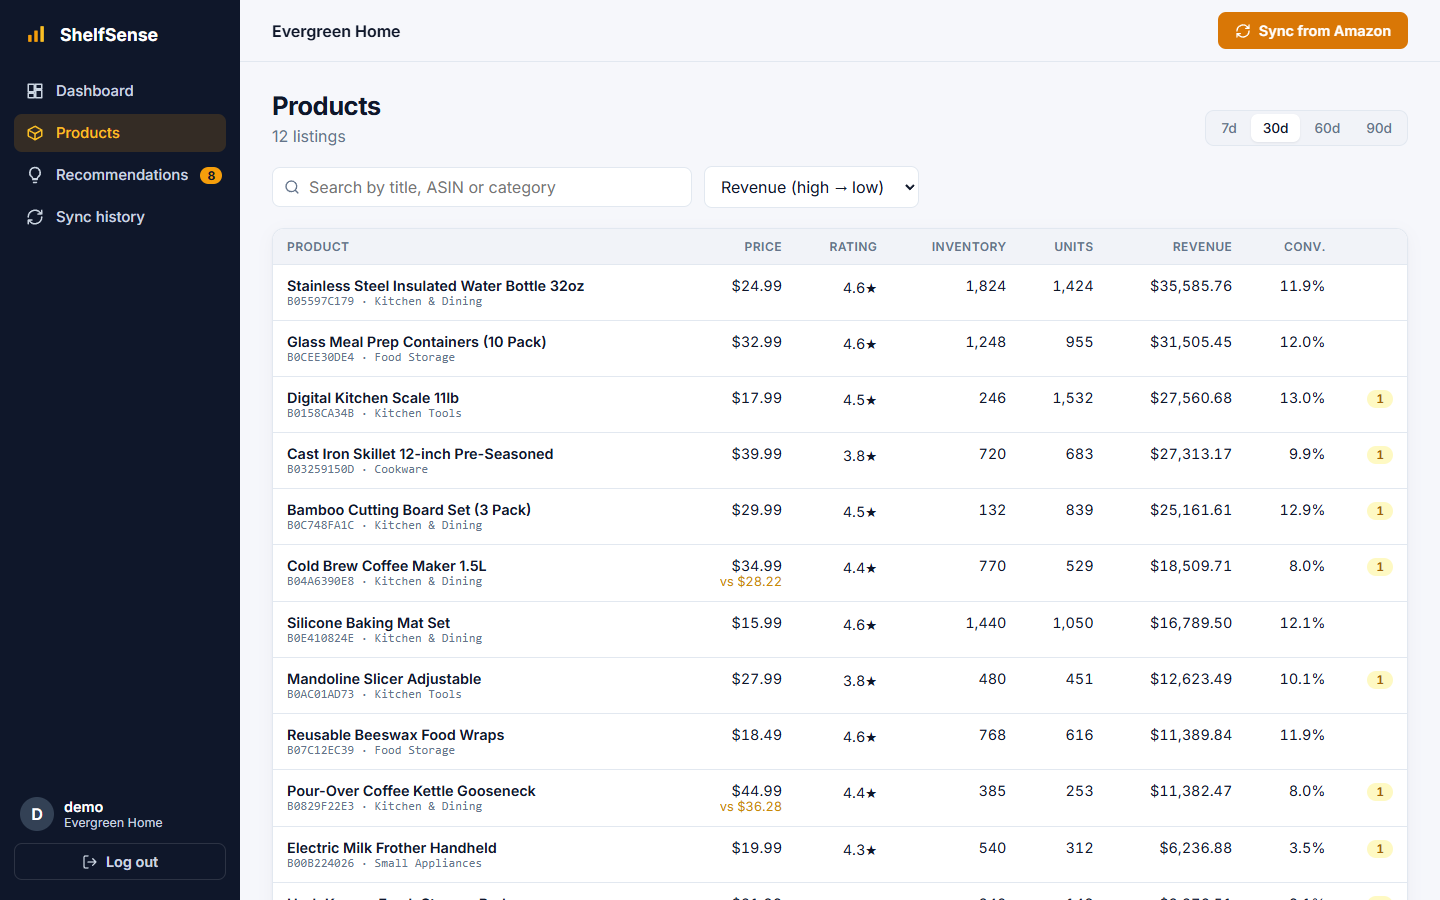 ShelfSense
Dashboard
Products
Recommendations 8
Sync history
demo
D
Evergreen Home
Log out
Evergreen Home
Sync from Amazon
Products
12 listings
7d 30d 60d 90d
Search by title, ASIN or category
Revenue (high → low)
PRODUCT PRICE RATING INVENTORY UNITS REVENUE CONV.
Stainless Steel Insulated Water Bottle 32oz $24.99 4.6★ 1,824 1,424 $35,585.76 11.9%
B05597C179 · Kitchen & Dining
Glass Meal Prep Containers (10 Pack) $32.99 4.6★ 1,248 955 $31,505.45 12.0%
B0CEE30DE4 · Food Storage
Digital Kitchen Scale 11lb $17.99 4.5★ 246 1,532 $27,560.68 13.0% 1
B0158CA34B · Kitchen Tools
Cast Iron Skillet 12-inch Pre-Seasoned $39.99 3.8★ 720 683 $27,313.17 9.9% 1
B03259150D · Cookware
Bamboo Cutting Board Set (3 Pack) $29.99 4.5★ 132 839 $25,161.61 12.9% 1
B0C748FA1C · Kitchen & Dining
Cold Brew Coffee Maker 1.5L $34.99 4.4★ 770 529 $18,509.71 8.0% 1
B04A6390E8 · Kitchen & Dining vs $28.22
Silicone Baking Mat Set $15.99 4.6★ 1,440 1,050 $16,789.50 12.1%
B0E410824E · Kitchen & Dining
Mandoline Slicer Adjustable $27.99 3.8★ 480 451 $12,623.49 10.1% 1
B0AC01AD73 · Kitchen Tools
Reusable Beeswax Food Wraps $18.49 4.6★ 768 616 $11,389.84 11.9%
B07C12EC39 · Food Storage
Pour-Over Coffee Kettle Gooseneck $44.99 4.4★ 385 253 $11,382.47 8.0% 1
B0829F22E3 · Kitchen & Dining vs $36.28
Electric Milk Frother Handheld $19.99 4.3★ 540 312 $6,236.88 3.5% 1
B00B224026 · Small Appliances